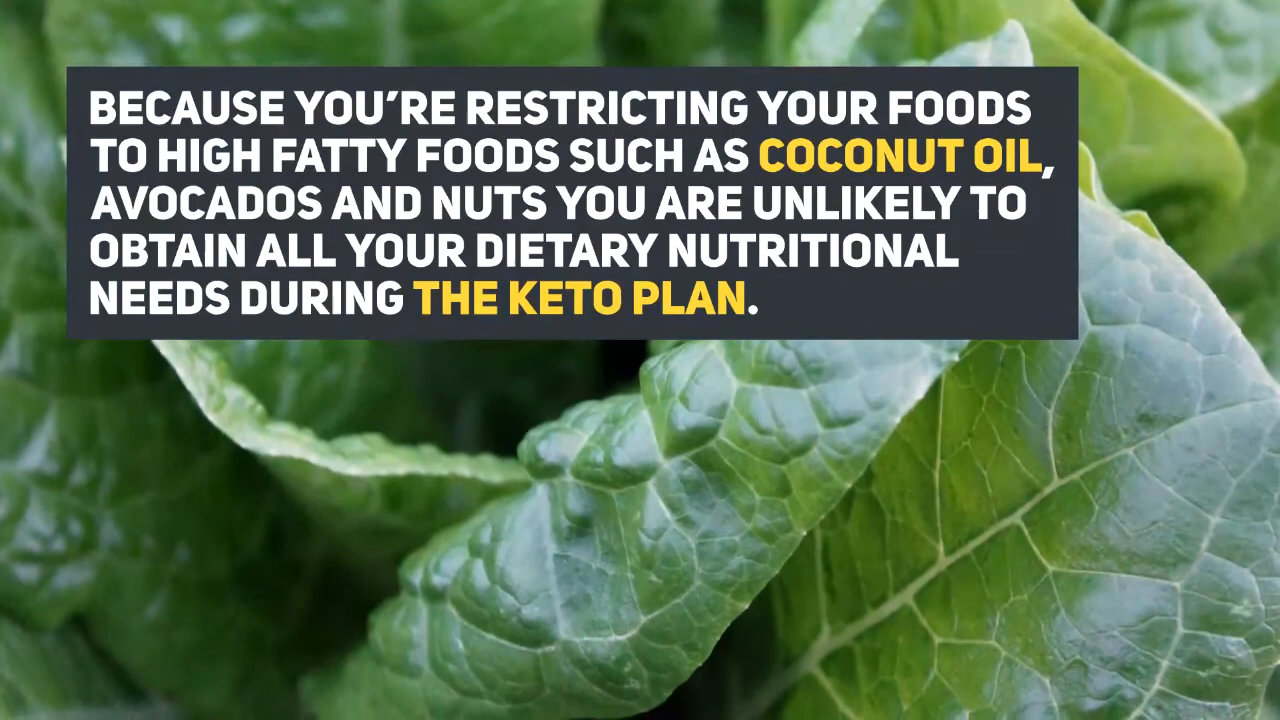 BECAUSE YOU'RE RESTRICTING YOUR FOODS
TO HIGH FATTY FOODS SUCH AS COCONUT OIL,
AVOCADOS AND NUTS YOU ARE UNLIKELY TO
OBTAIN ALL YOUR DIETARY NUTRITIONAL
NEEDS DURING THE KETO PLAN.